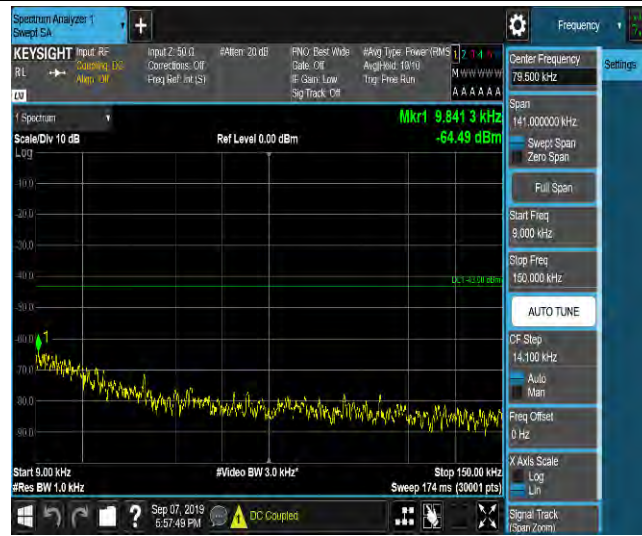 Spectrum Analyzer 1
Swept SA
Frequency
KEYSIGHT
Input: RF
Coupling: DC
Align: Off
Input Z: 50 Ω
Corrections: Off
Freq Ref: Int (S)
#Atten: 20 dB
PNO: Best Wide
Gate: Off
IF Gain: Low
Sig Track: Off
#Avg Type: Power (RMS
Avg|Hold: 10/10
Trig: Free Run
1 2 3 4
M W W W W W
A A A A A A
RL
Center Frequency
79.500 kHz
Settings
Span
141.000000 kHz
Swept Span
Zero Span
Full Span
Start Freq
9.000 kHz
Stop Freq
150.000 kHz
AUTO TUNE
CF Step
14.100 kHz
Auto
Man
Freq Offset
0 Hz
X Axis Scale
Log
Lin
Signal Track
(Span Zoom)
1 Spectrum
Scale/Div 10 dB
Ref Level 0.00 dBm
Mkr1 9.841 3 kHz
-64.49 dBm
Log
-10.0
-20.0
-30.0
-40.0
DL1 -43.00 dBm
-50.0
-60.0
1
-70.0
-80.0
-90.0
Start 9.00 kHz
#Video BW 3.0 kHz*
Stop 150.00 kHz
#Res BW 1.0 kHz
Sweep 174 ms (30001 pts)
?
Sep 07, 2019
5:57:49 PM
DC Coupled